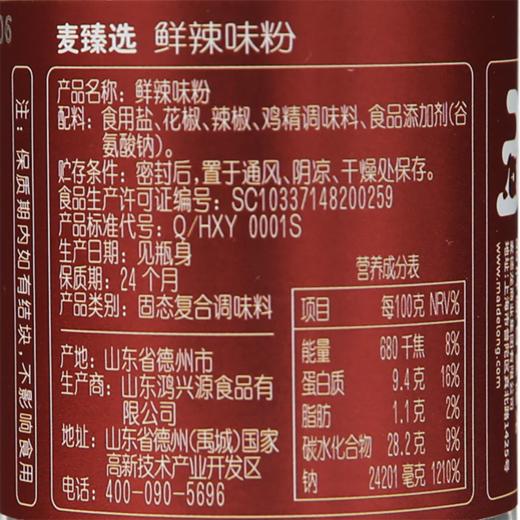 06
麦臻选 鲜辣味粉
产品名称：鲜辣味粉
配料：食用盐、花椒、辣椒、鸡精调味料、食品添加剂(谷
氨酸钠)。
贮存条件：密封后，置于通风、阴凉、干燥处保存。
食品生产许可证编号：SC10337148200259
产品标准代号：Q/HXY 0001S
生产日期：见瓶身
保质期：24个月
产品类别：固态复合调味料
产地：山东省德州市
生产商：山东鸿兴源食品有
限公司
地址：山东省德州(禹城)国家
高新技术产业开发区
电话：400-090-5696
营养成分表
项目 每100克 NRV%
能量 680千焦 8%
蛋白质 9.4克 16%
脂肪 1.1克 2%
碳水化合物 28.2克 9%
钠 24201毫克 1210%
注：保质期内如有结块，不影响食用
www.maidelong.c